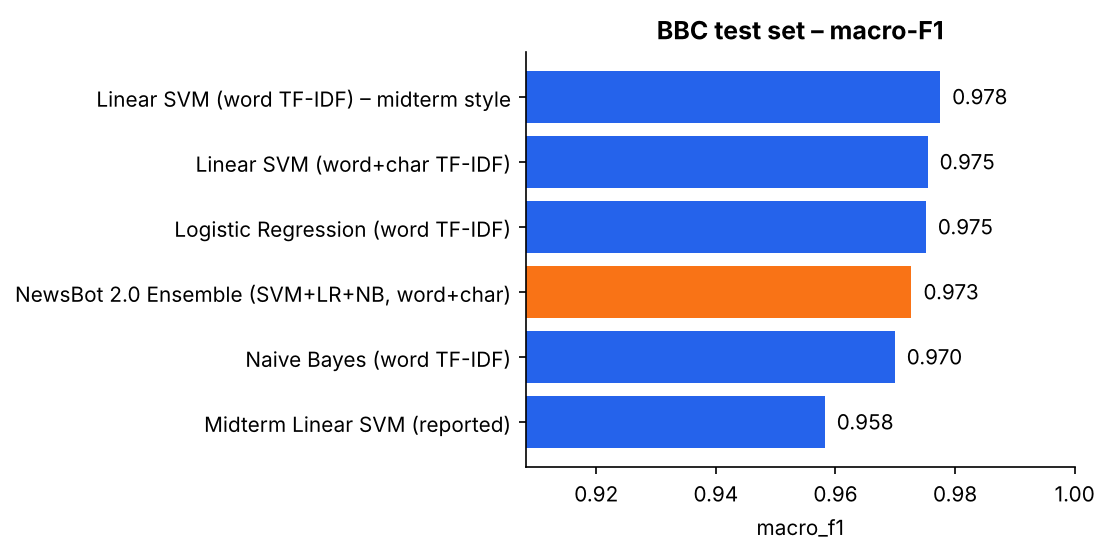 BBC test set – macro-F1
Linear SVM (word TF-IDF) – midterm style 0.978
Linear SVM (word+char TF-IDF) 0.975
Logistic Regression (word TF-IDF) 0.975
NewsBot 2.0 Ensemble (SVM+LR+NB, word+char) 0.973
Naive Bayes (word TF-IDF) 0.970
Midterm Linear SVM (reported) 0.958
0.92 0.94 0.96 0.98 1.00
macro_f1